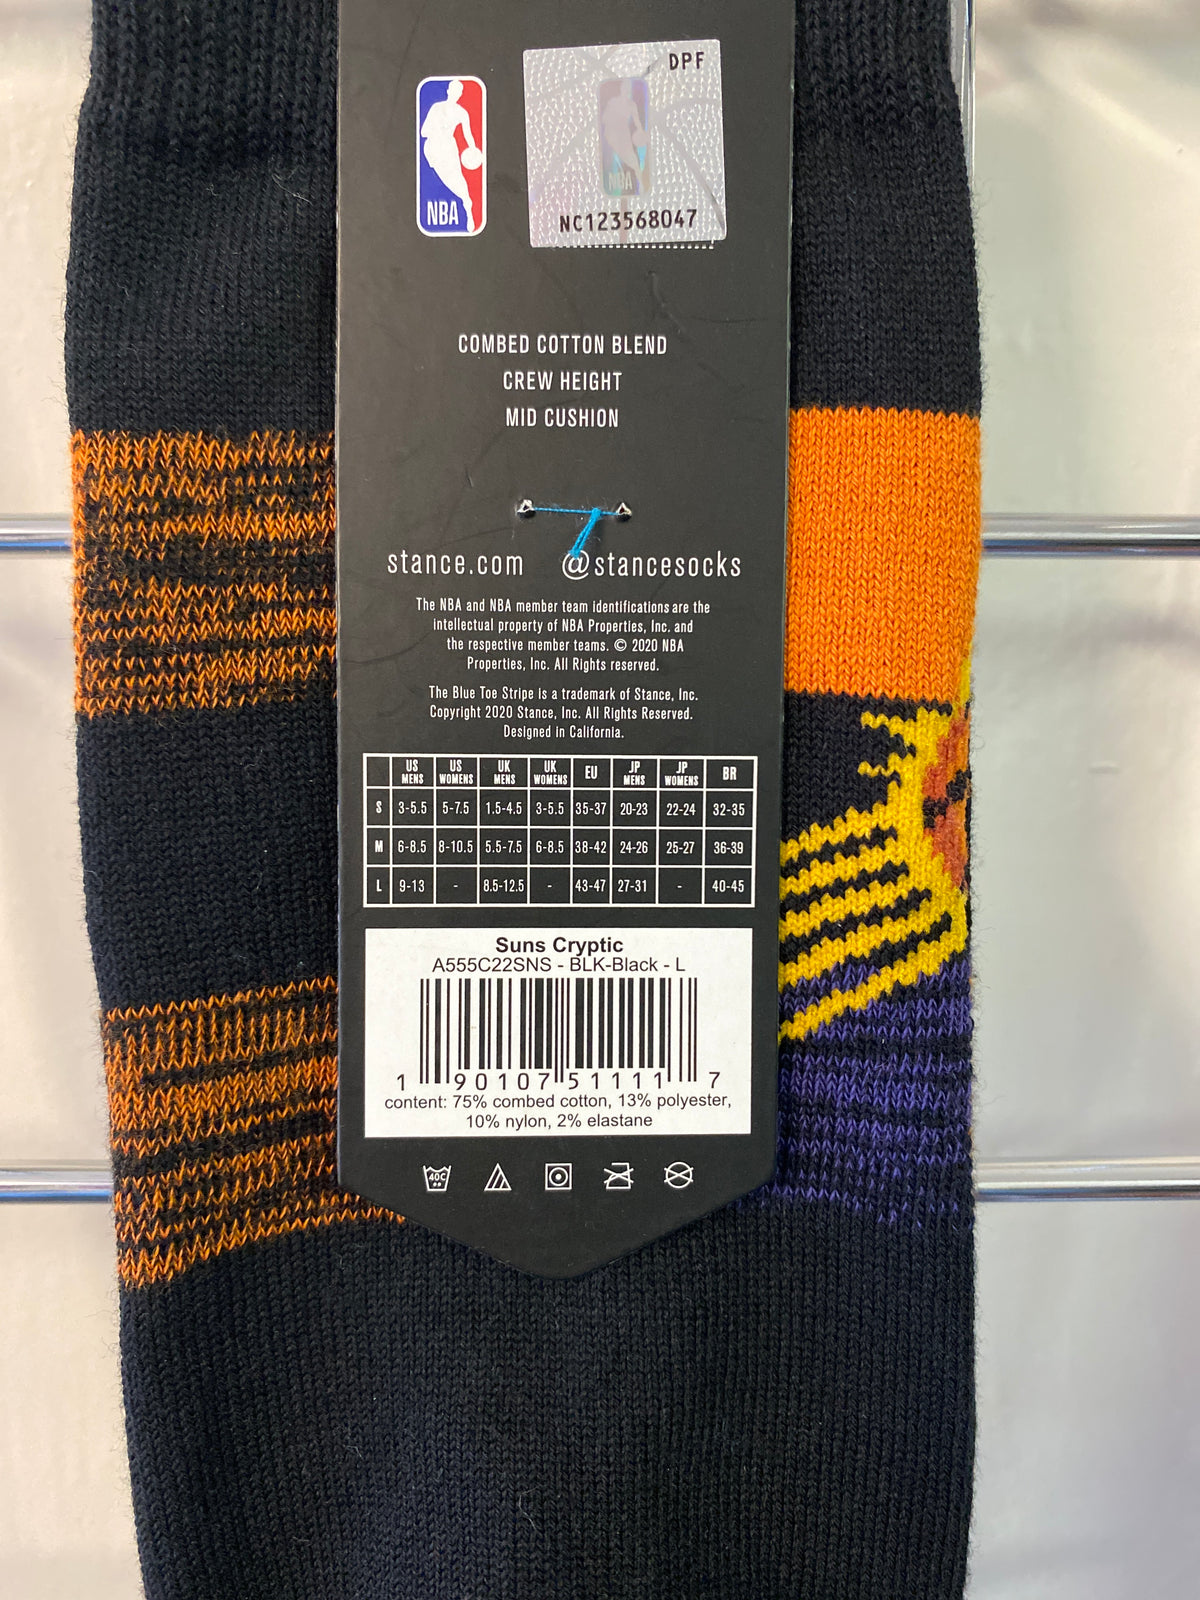 DPF
NBA
NBA
NC123568047
COMBED COTTON BLEND
CREW HEIGHT
MID CUSHION
stance.com @stancesocks
The NBA and NBA member team identifications are the
intellectual property of NBA Properties, Inc. and
the respective member teams. © 2020 NBA
Properties, Inc. All Rights reserved.
The Blue Toe Stripe is a trademark of Stance, Inc.
Copyright 2020 Stance, Inc. All Rights Reserved.
Designed in California.
US MENS US WOMENS UK MENS UK WOMENS EU JP MENS JP WOMENS BR
S 3-5.5 5-7.5 1.5-4.5 3-5.5 35-37 20-23 22-24 32-35
M 6-8.5 8-10.5 5.5-7.5 6-8.5 38-42 24-26 25-27 36-39
L 9-13 - 8.5-12.5 - 43-47 27-31 - 40-45
Suns Cryptic
A555C22SNS - BLK-Black - L
1 90107 51111 7
content: 75% combed cotton, 13% polyester,
10% nylon, 2% elastane
40C